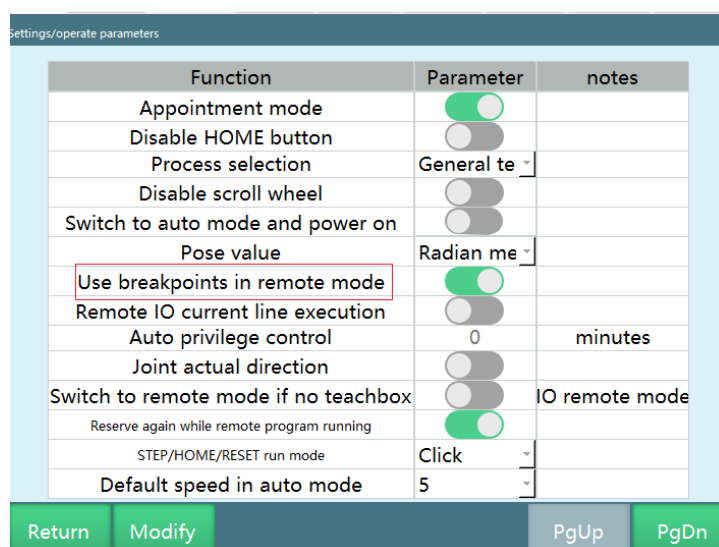 Settings/operate parameters
Function Parameter notes
Appointment mode
Disable HOME button
Process selection General te
Disable scroll wheel
Switch to auto mode and power on
Pose value Radian me
Use breakpoints in remote mode
Remote IO current line execution
Auto privilege control 0 minutes
Joint actual direction
Switch to remote mode if no teachbox IO remote mode
Reserve again while remote program running
STEP/HOME/RESET run mode Click
Default speed in auto mode 5
Return Modify PgUp PgDn